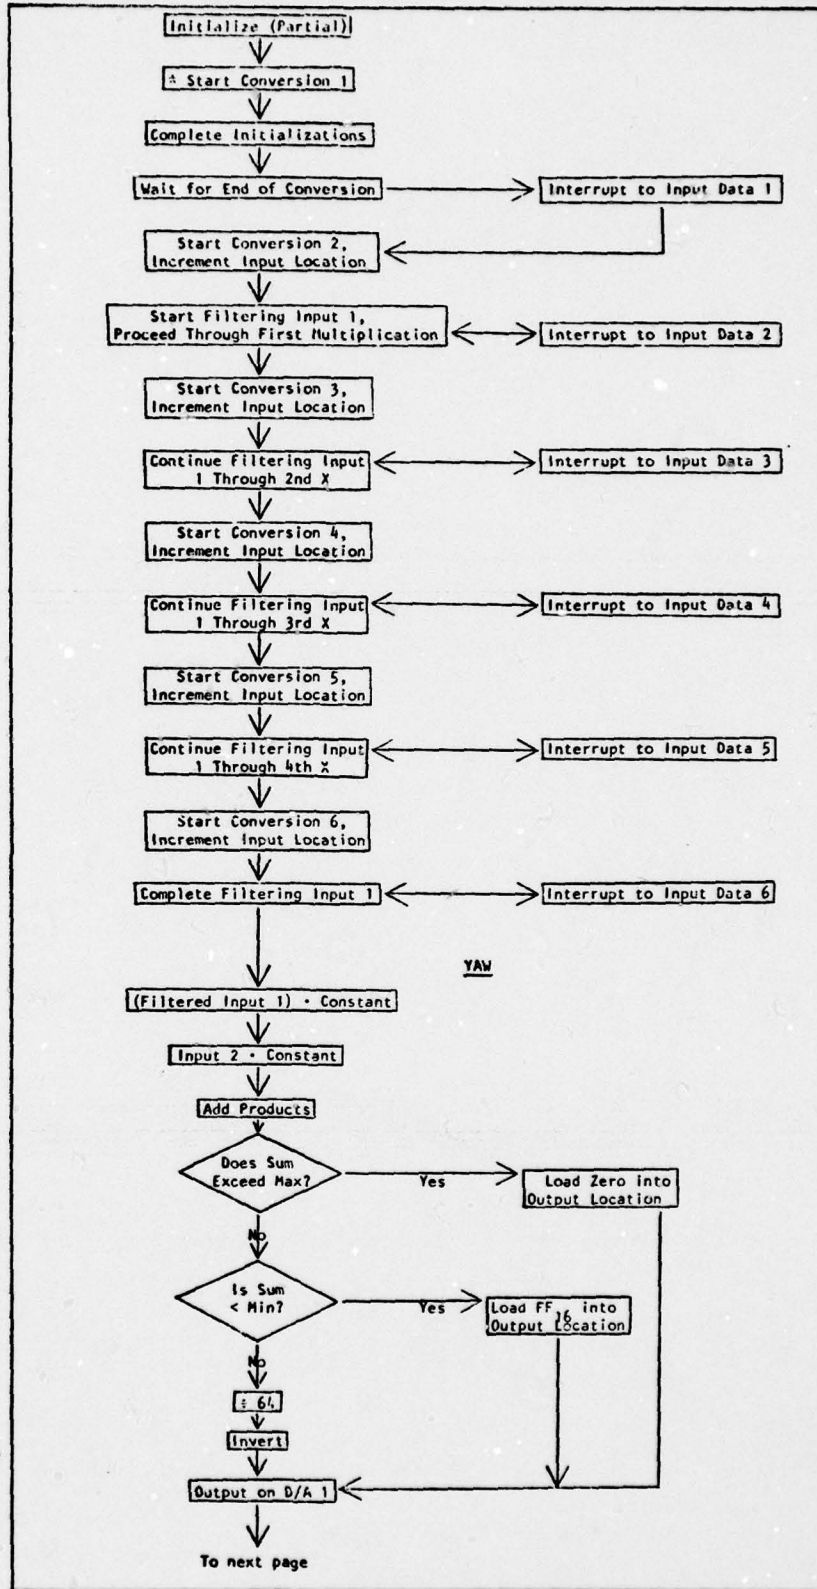 Initialize (Partial)
* Start Conversion 1
Complete Initializations
Wait for End of Conversion
Interrupt to Input Data 1
Start Conversion 2,
Increment Input Location
Start Filtering Input 1,
Proceed Through First Multiplication
Interrupt to Input Data 2
Start Conversion 3,
Increment Input Location
Continue Filtering Input
1 Through 2nd X
Interrupt to Input Data 3
Start Conversion 4,
Increment Input Location
Continue Filtering Input
1 Through 3rd X
Interrupt to Input Data 4
Start Conversion 5,
Increment Input Location
Continue Filtering Input
1 Through 4th X
Interrupt to Input Data 5
Start Conversion 6,
Increment Input Location
Complete Filtering Input 1
Interrupt to Input Data 6
YAW
(Filtered Input 1) · Constant
Input 2 · Constant
Add Products
Does Sum
Exceed Max?
Yes
Load Zero into
Output Location
No
Is Sum
< Min?
Yes
Load FF16 into
Output Location
No
÷ 64
Invert
Output on D/A 1
To next page